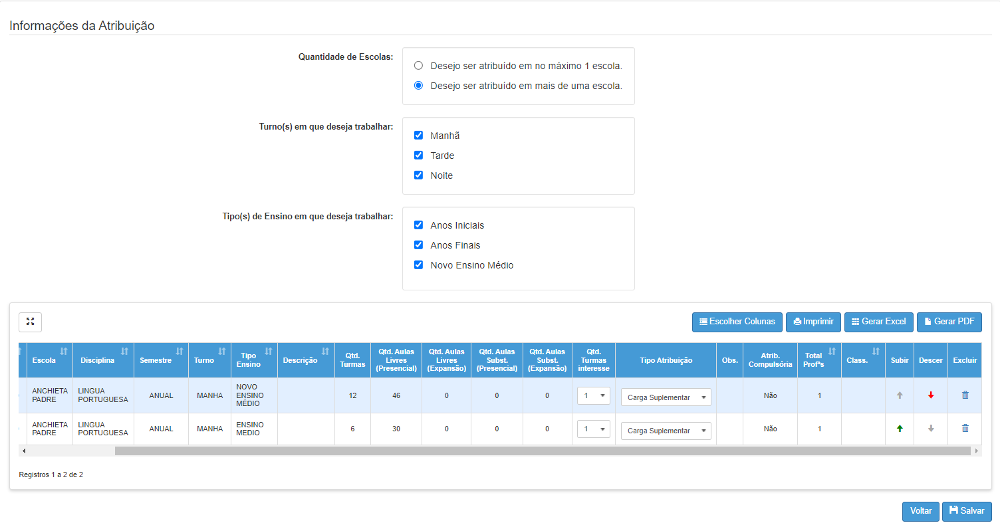 Informações da Atribuição
Quantidade de Escolas:
Desejo ser atribuído em no máximo 1 escola.
Desejo ser atribuído em mais de uma escola.
Turno(s) em que deseja trabalhar:
Manhã
Tarde
Noite
Tipo(s) de Ensino em que deseja trabalhar:
Anos Iniciais
Anos Finais
Novo Ensino Médio
Escolher Colunas Imprimir Gerar Excel Gerar PDF
Escola Disciplina Semestre Turno Tipo Ensino Descrição Qtd. Turmas Qtd. Aulas Livres (Presencial) Qtd. Aulas Livres (Expansão) Qtd. Aulas Subst. (Presencial) Qtd. Aulas Subst. (Expansão) Qtd. Turmas interesse Tipo Atribuição Obs. Atrib. Compulsória Total Profºs Class. Subir Descer Excluir
ANCHIETA PADRE LINGUA PORTUGUESA ANUAL MANHA NOVO ENSINO MÉDIO 12 46 0 0 0 1 Carga Suplementar Não 1
ANCHIETA PADRE LINGUA PORTUGUESA ANUAL MANHA ENSINO MEDIO 6 30 0 0 0 1 Carga Suplementar Não 1
Registros 1 a 2 de 2
Voltar Salvar